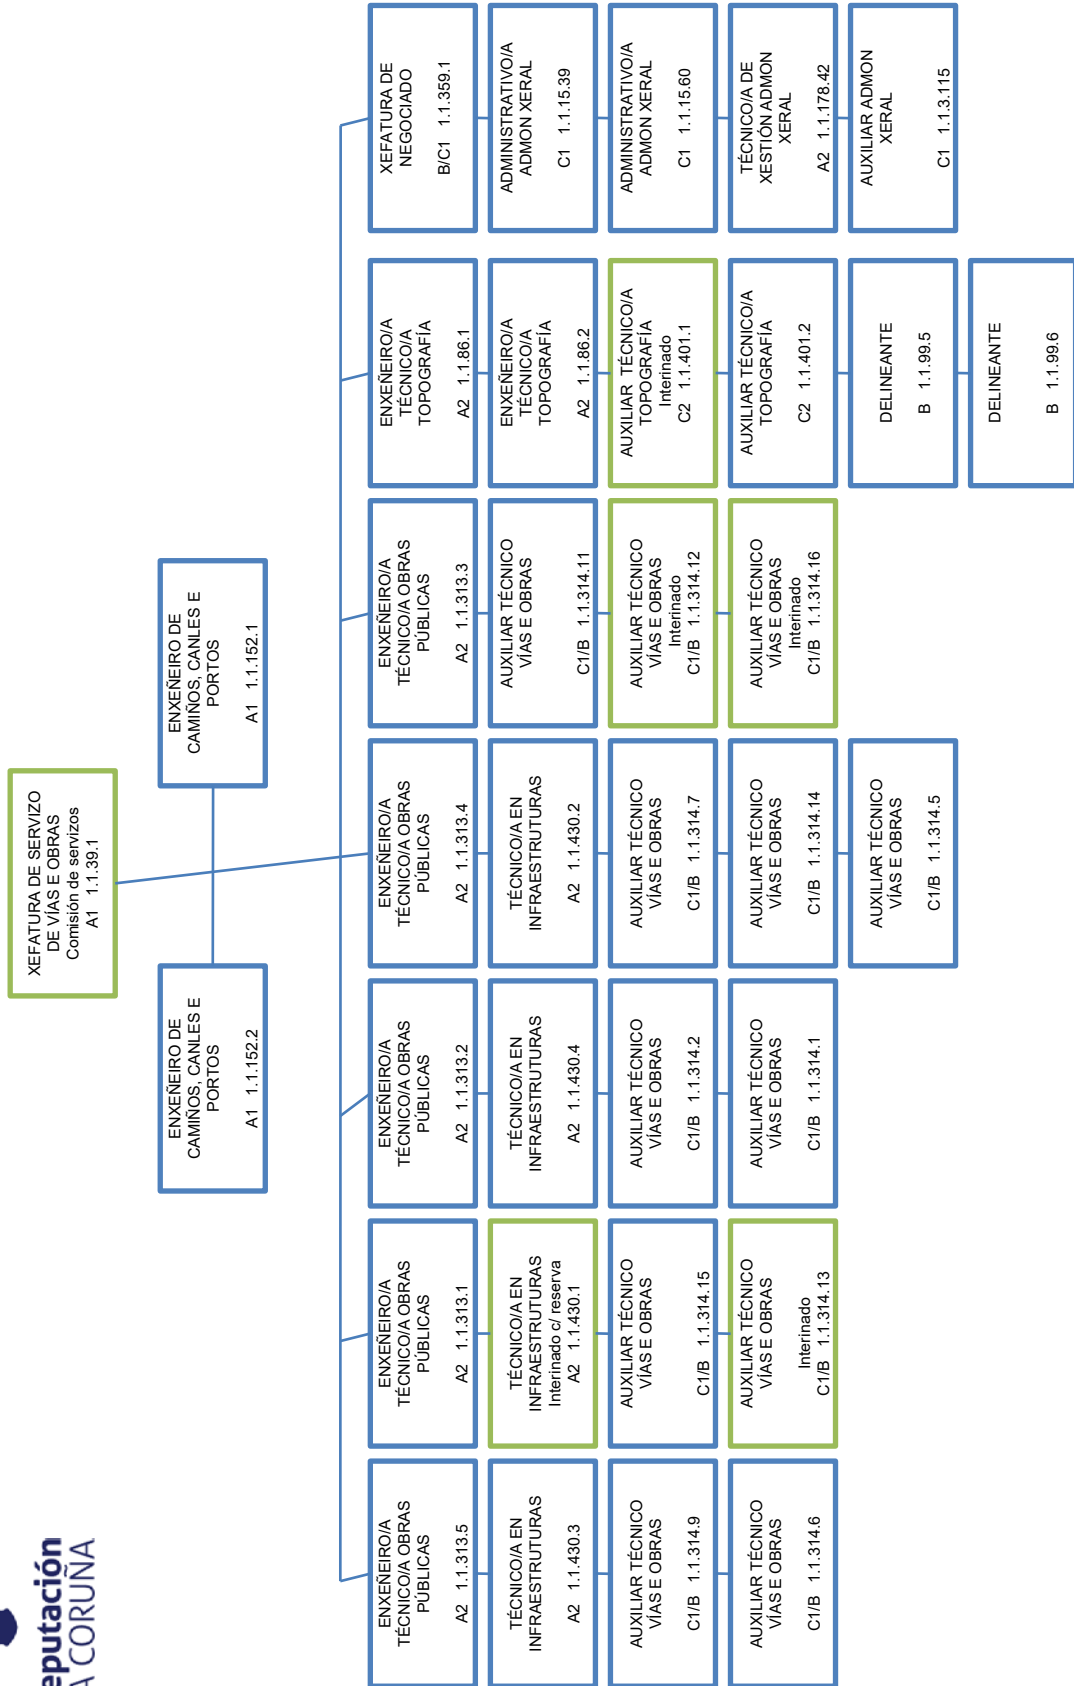 eputación
A CORUÑA
XEFATURA DE SERVIZO
DE VÍAS E OBRAS
Comisión de servizos
A1 1.1.39.1
ENXEÑEIRO DE
CAMIÑOS, CANLES E
PORTOS
A1 1.1.152.2
ENXEÑEIRO DE
CAMIÑOS, CANLES E
PORTOS
A1 1.1.152.1
ENXEÑEIRO/A
TÉCNICO/A OBRAS
PÚBLICAS
A2 1.1.313.5
TÉCNICO/A EN
INFRAESTRUTURAS
A2 1.1.430.3
AUXILIAR TÉCNICO
VÍAS E OBRAS
C1/B 1.1.314.9
AUXILIAR TÉCNICO
VÍAS E OBRAS
C1/B 1.1.314.6
ENXEÑEIRO/A
TÉCNICO/A OBRAS
PÚBLICAS
A2 1.1.313.1
TÉCNICO/A EN
INFRAESTRUTURAS
Interinado c/ reserva
A2 1.1.430.1
AUXILIAR TÉCNICO
VÍAS E OBRAS
C1/B 1.1.314.15
AUXILIAR TÉCNICO
VÍAS E OBRAS
Interinado
C1/B 1.1.314.13
ENXEÑEIRO/A
TÉCNICO/A OBRAS
PÚBLICAS
A2 1.1.313.2
TÉCNICO/A EN
INFRAESTRUTURAS
A2 1.1.430.4
AUXILIAR TÉCNICO
VÍAS E OBRAS
C1/B 1.1.314.2
AUXILIAR TÉCNICO
VÍAS E OBRAS
C1/B 1.1.314.1
ENXEÑEIRO/A
TÉCNICO/A OBRAS
PÚBLICAS
A2 1.1.313.4
TÉCNICO/A EN
INFRAESTRUTURAS
A2 1.1.430.2
AUXILIAR TÉCNICO
VÍAS E OBRAS
C1/B 1.1.314.7
AUXILIAR TÉCNICO
VÍAS E OBRAS
C1/B 1.1.314.14
AUXILIAR TÉCNICO
VÍAS E OBRAS
C1/B 1.1.314.5
ENXEÑEIRO/A
TÉCNICO/A OBRAS
PÚBLICAS
A2 1.1.313.3
AUXILIAR TÉCNICO
VÍAS E OBRAS
C1/B 1.1.314.11
AUXILIAR TÉCNICO
VÍAS E OBRAS
Interinado
C1/B 1.1.314.12
AUXILIAR TÉCNICO
VÍAS E OBRAS
Interinado
C1/B 1.1.314.16
ENXEÑEIRO/A
TÉCNICO/A
TOPOGRAFÍA
A2 1.1.86.1
ENXEÑEIRO/A
TÉCNICO/A
TOPOGRAFÍA
A2 1.1.86.2
AUXILIAR TÉCNICO/A
TOPOGRAFÍA
Interinado
C2 1.1.401.1
AUXILIAR TÉCNICO/A
TOPOGRAFÍA
C2 1.1.401.2
DELINEANTE
B 1.1.99.5
DELINEANTE
B 1.1.99.6
XEFATURA DE
NEGOCIADO
B/C1 1.1.359.1
ADMINISTRATIVO/A
ADMON XERAL
C1 1.1.15.39
ADMINISTRATIVO/A
ADMON XERAL
C1 1.1.15.60
TÉCNICO/A DE
XESTIÓN ADMON
XERAL
A2 1.1.178.42
AUXILIAR ADMON
XERAL
C1 1.1.3.115